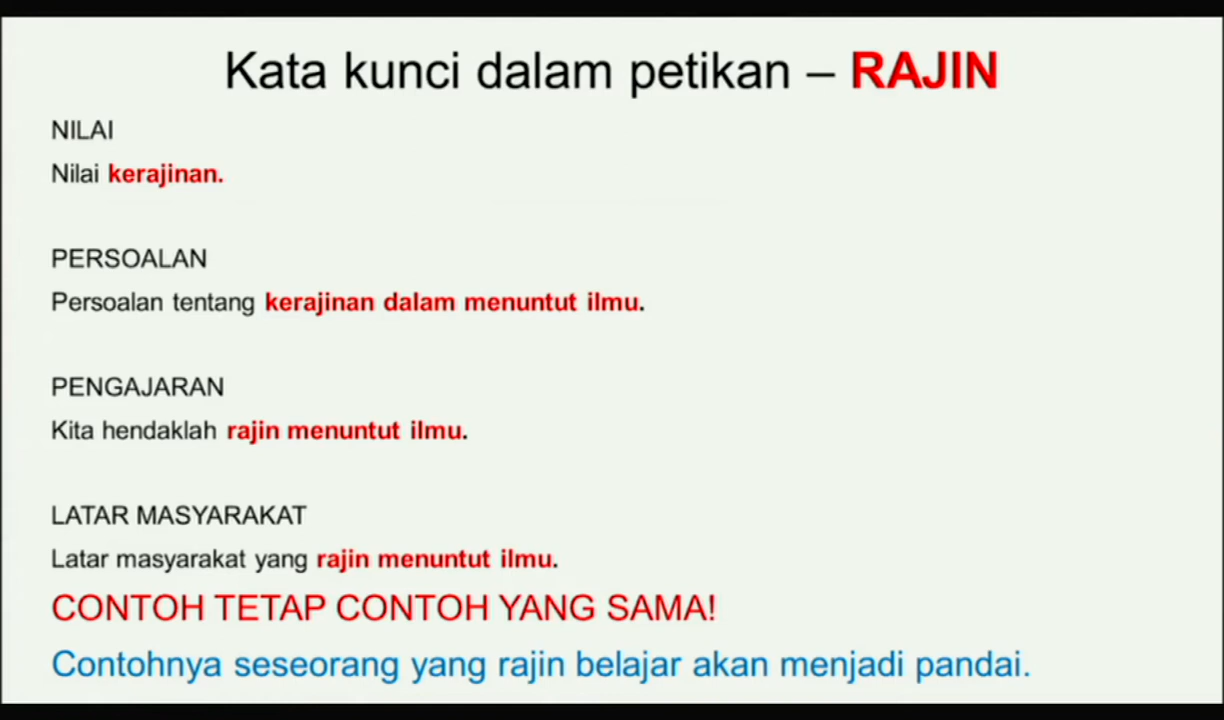 Kata kunci dalam petikan – RAJIN
NILAI
Nilai kerajinan.
PERSOALAN
Persoalan tentang kerajinan dalam menuntut ilmu.
PENGAJARAN
Kita hendaklah rajin menuntut ilmu.
LATAR MASYARAKAT
Latar masyarakat yang rajin menuntut ilmu.
CONTOH TETAP CONTOH YANG SAMA!
Contohnya seseorang yang rajin belajar akan menjadi pandai.